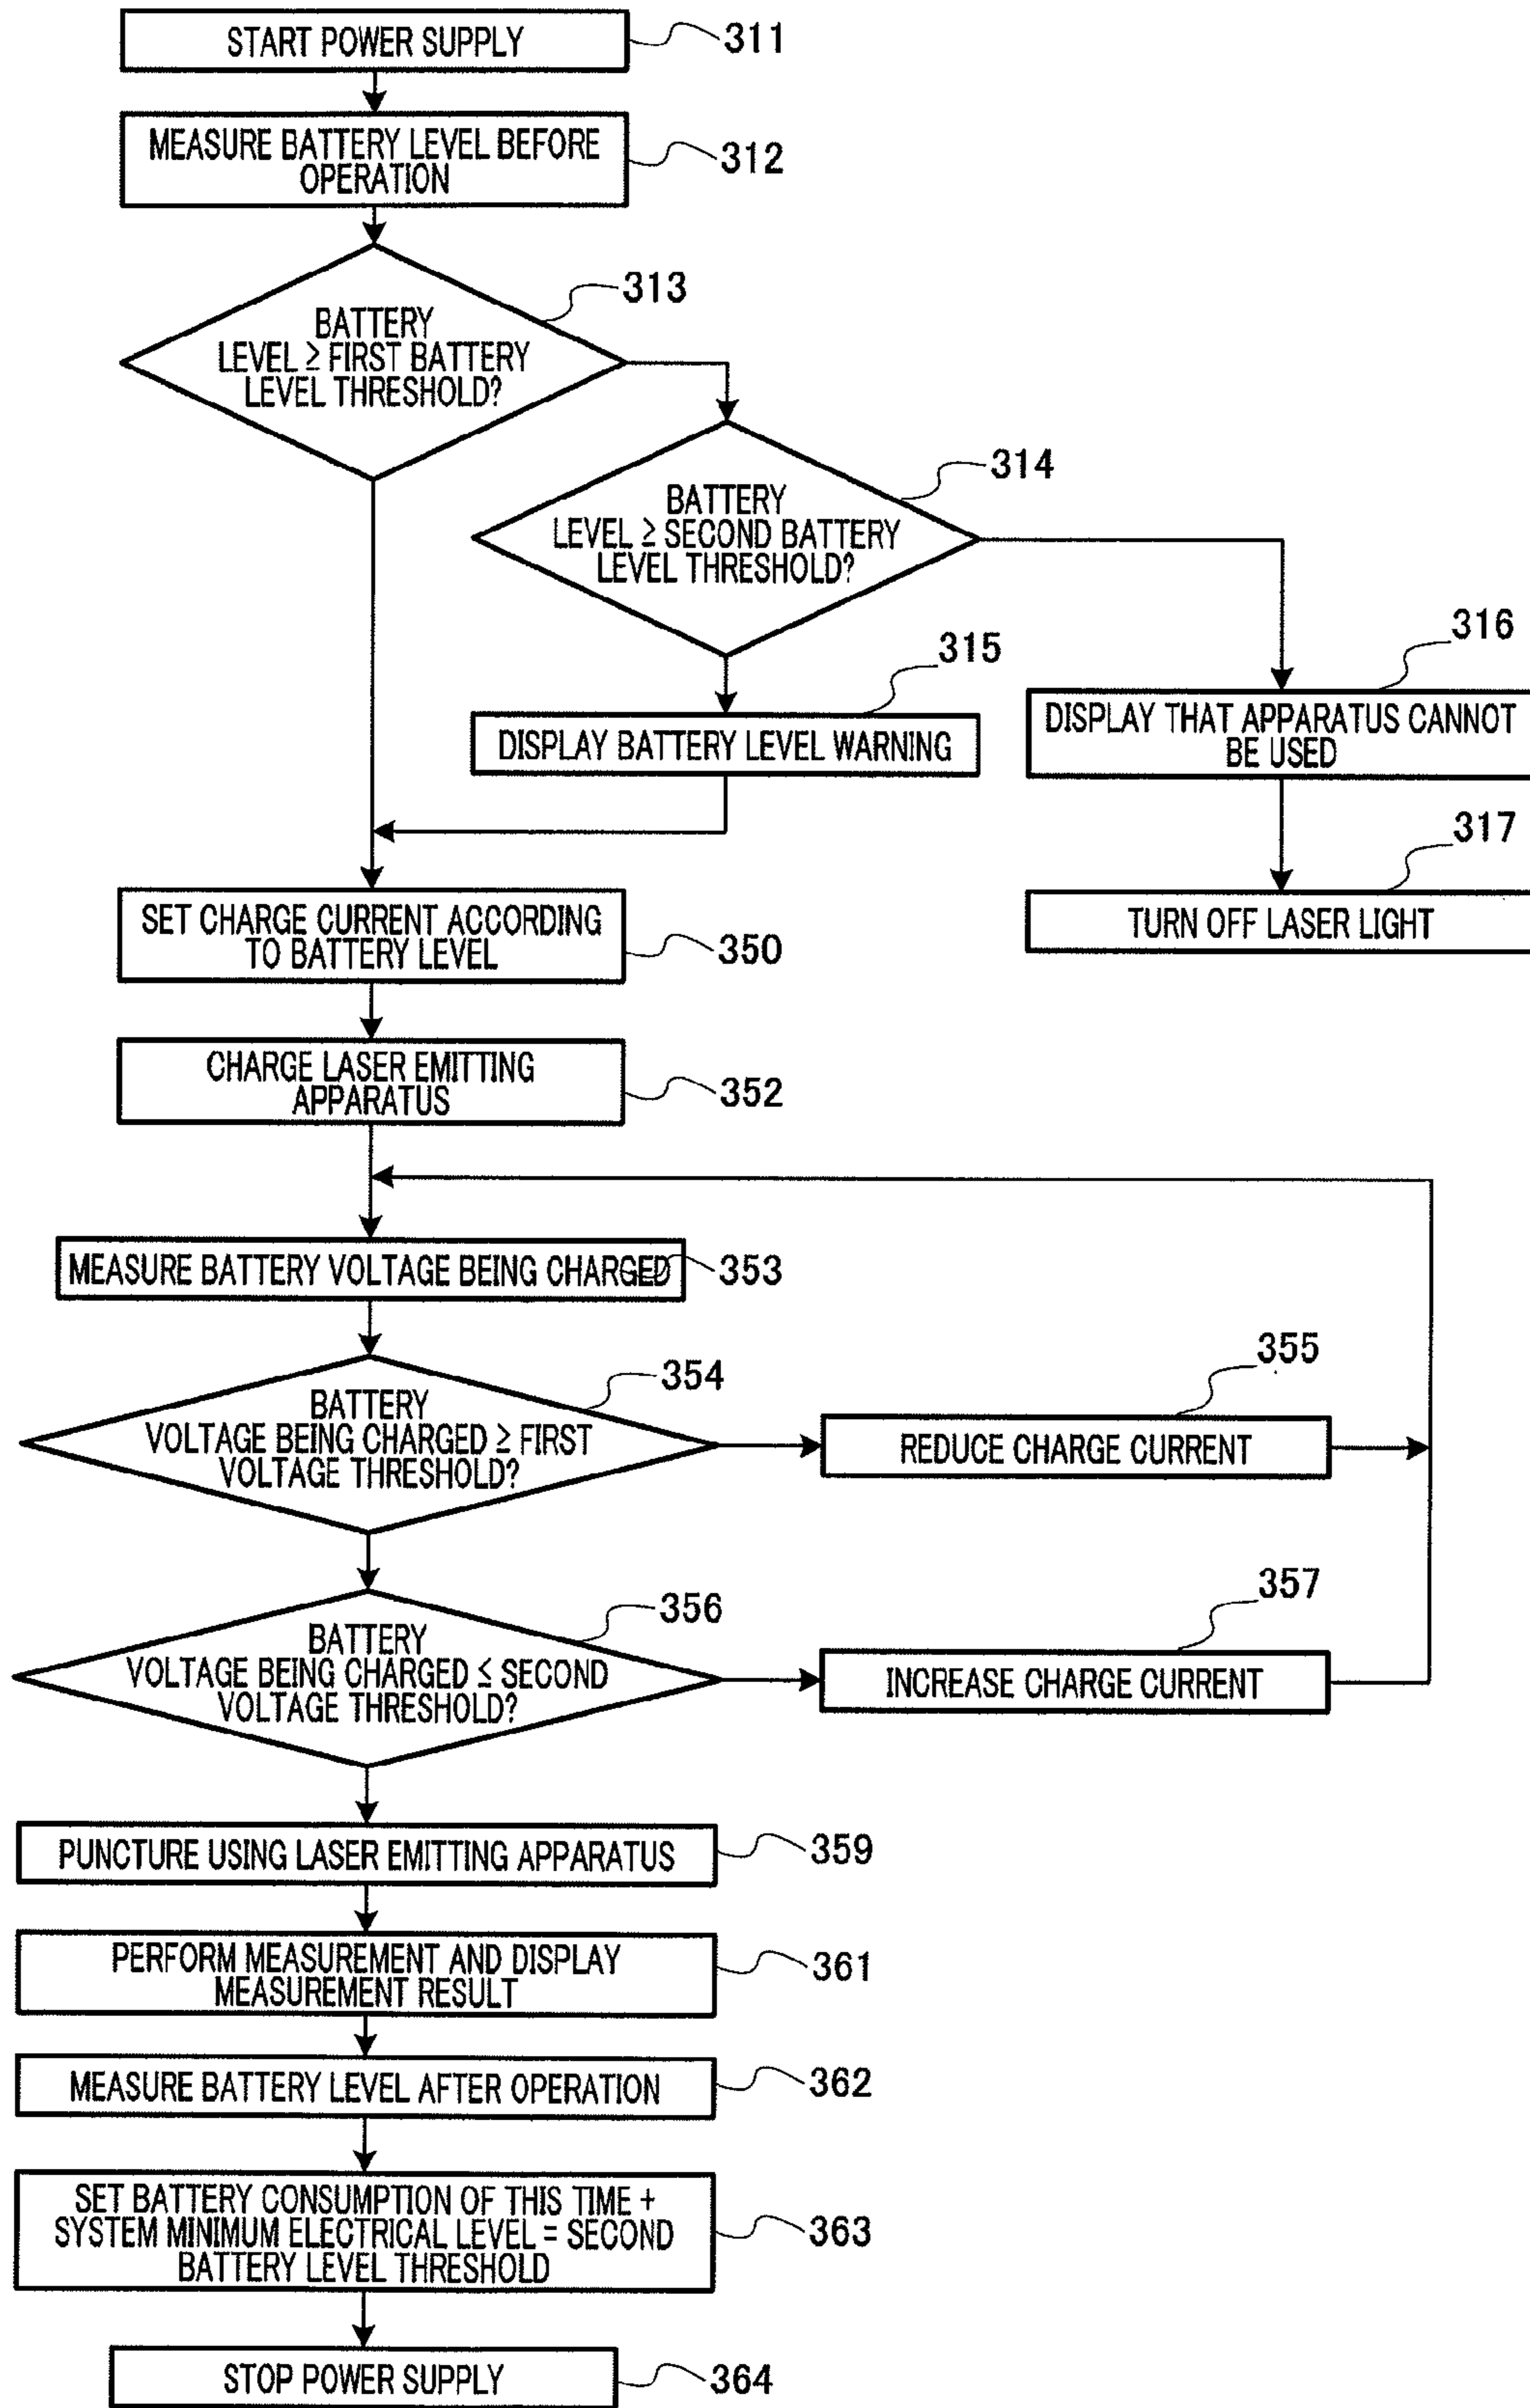 START POWER SUPPLY
311
MEASURE BATTERY LEVEL BEFORE
OPERATION
312
313
BATTERY
LEVEL ≥ FIRST BATTERY
LEVEL THRESHOLD?
314
BATTERY
LEVEL ≥ SECOND BATTERY
LEVEL THRESHOLD?
315
DISPLAY BATTERY LEVEL WARNING
316
DISPLAY THAT APPARATUS CANNOT
BE USED
317
TURN OFF LASER LIGHT
SET CHARGE CURRENT ACCORDING
TO BATTERY LEVEL
350
CHARGE LASER EMITTING
APPARATUS
352
MEASURE BATTERY VOLTAGE BEING CHARGED
353
354
BATTERY
VOLTAGE BEING CHARGED ≥ FIRST
VOLTAGE THRESHOLD?
355
REDUCE CHARGE CURRENT
356
BATTERY
VOLTAGE BEING CHARGED ≤ SECOND
VOLTAGE THRESHOLD?
357
INCREASE CHARGE CURRENT
PUNCTURE USING LASER EMITTING APPARATUS
359
PERFORM MEASUREMENT AND DISPLAY
MEASUREMENT RESULT
361
MEASURE BATTERY LEVEL AFTER OPERATION
362
SET BATTERY CONSUMPTION OF THIS TIME +
SYSTEM MINIMUM ELECTRICAL LEVEL = SECOND
BATTERY LEVEL THRESHOLD
363
STOP POWER SUPPLY
364